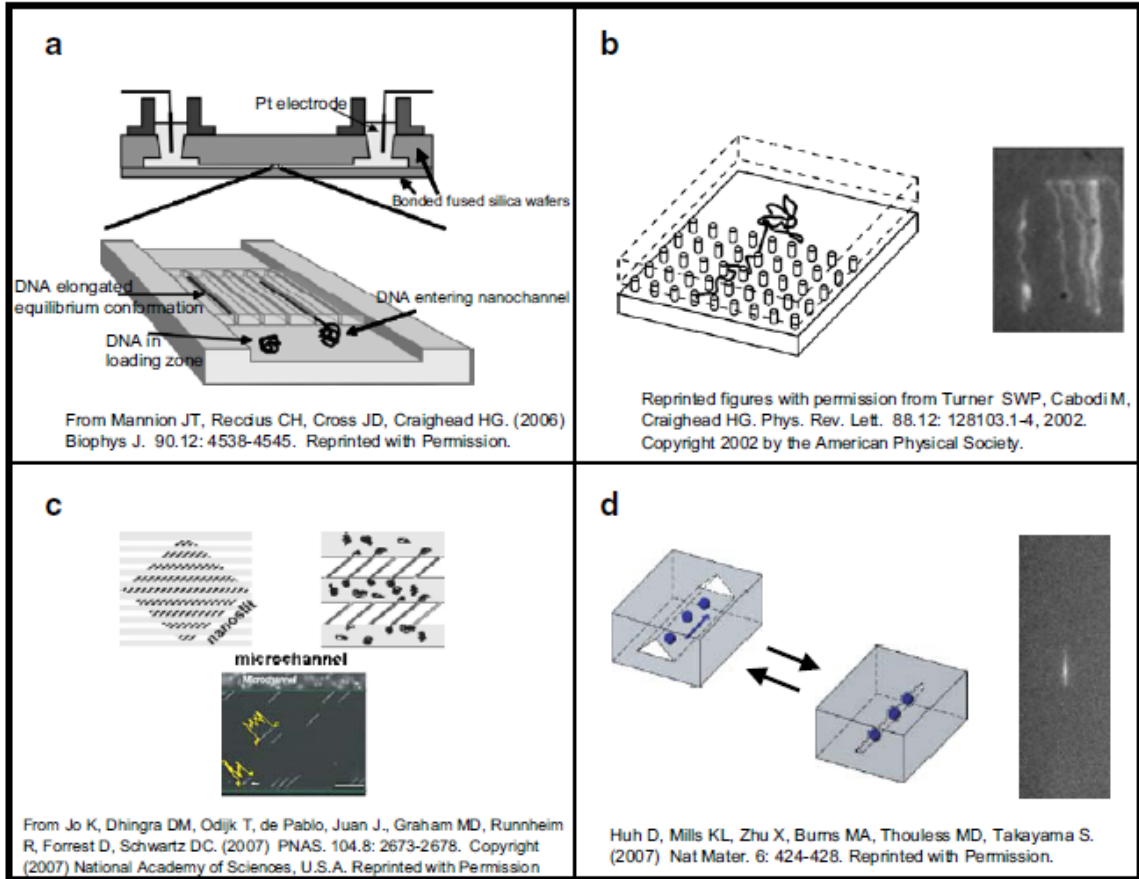 a
Pt electrode
Bonded fused silica wafers
DNA elongated
equilibrium conformation
DNA entering nanochannel
DNA in
loading zone
From Mannion JT, Reccius CH, Cross JD, Craighead HG. (2006)
Biophys J. 90.12: 4538-4545. Reprinted with Permission.
b
Reprinted figures with permission from Turner SWP, Cabodi M,
Craighead HG. Phys. Rev. Lett. 88.12: 128103.1-4, 2002.
Copyright 2002 by the American Physical Society.
c
nanoslit
microchannel
Microchannel
From Jo K, Dhingra DM, Odijk T, de Pablo, Juan J., Graham MD, Runnheim
R, Forrest D, Schwartz DC. (2007) PNAS. 104.8: 2673-2678. Copyright
(2007) National Academy of Sciences, U.S.A. Reprinted with Permission
d
Huh D, Mills KL, Zhu X, Burns MA, Thouless MD, Takayama S.
(2007) Nat Mater. 6: 424-428. Reprinted with Permission.